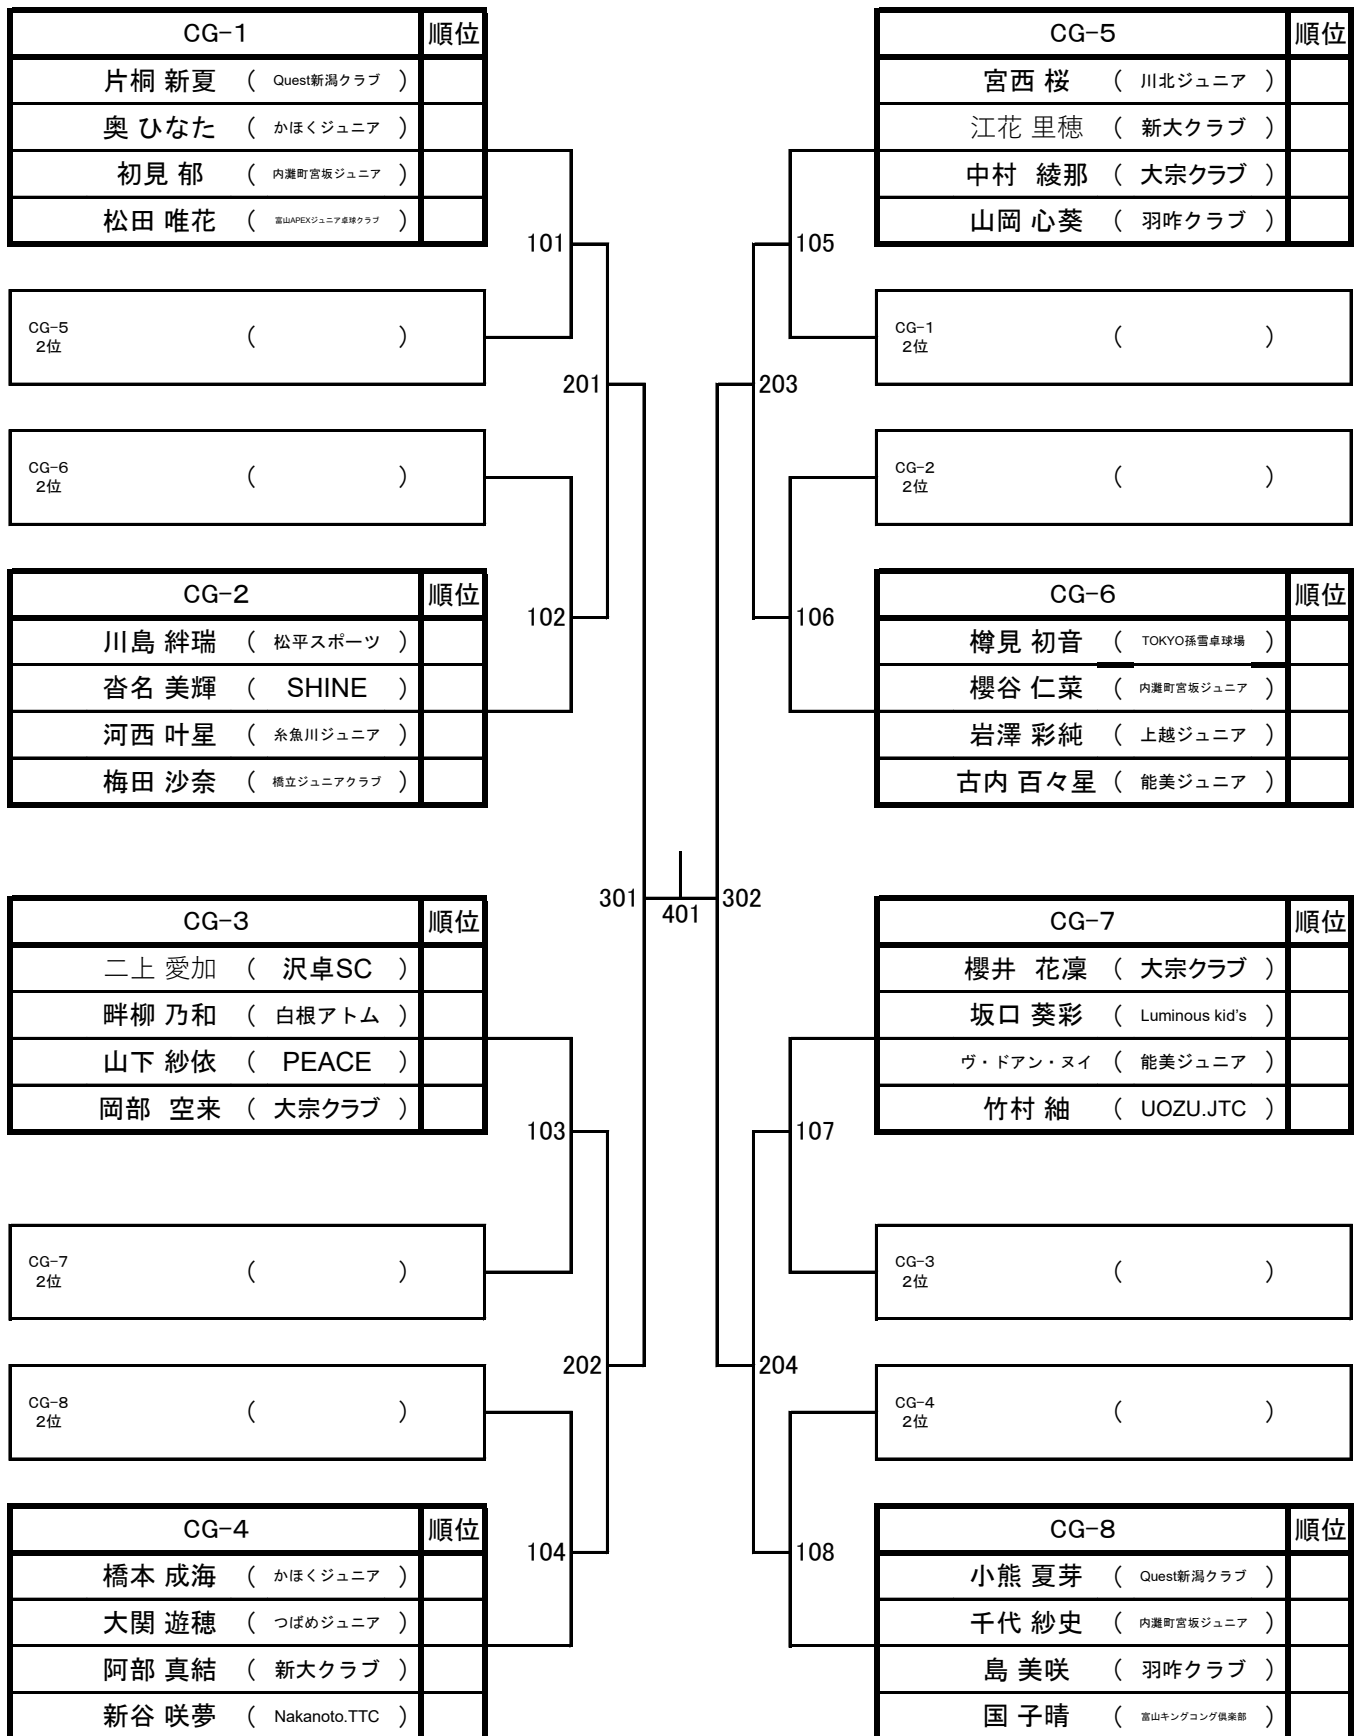 CG-1 順位
片桐 新夏 ( Quest新潟クラブ )
奥 ひなた ( かほくジュニア )
初見 郁 ( 内灘町宮坂ジュニア )
松田 唯花 ( 富山APEXジュニア卓球クラブ )
101
CG-5
2位 ( )
201
CG-6
2位 ( )
CG-2 順位
102
川島 絆瑞 ( 松平スポーツ )
沓名 美輝 ( SHINE )
河西 叶星 ( 糸魚川ジュニア )
梅田 沙奈 ( 橋立ジュニアクラブ )
301
401
302
CG-3 順位
二上 愛加 ( 沢卓SC )
畔柳 乃和 ( 白根アトム )
山下 紗依 ( PEACE )
岡部 空来 ( 大宗クラブ )
103
CG-7
2位 ( )
202
CG-8
2位 ( )
CG-4 順位
104
橋本 成海 ( かほくジュニア )
大関 遊穂 ( つばめジュニア )
阿部 真結 ( 新大クラブ )
新谷 咲夢 ( Nakanoto.TTC )
CG-5 順位
宮西 桜 ( 川北ジュニア )
江花 里穂 ( 新大クラブ )
中村 綾那 ( 大宗クラブ )
山岡 心葵 ( 羽咋クラブ )
105
CG-1
2位 ( )
203
CG-2
2位 ( )
CG-6 順位
106
樽見 初音 ( TOKYO孫雪卓球場 )
櫻谷 仁菜 ( 内灘町宮坂ジュニア )
岩澤 彩純 ( 上越ジュニア )
古内 百々星 ( 能美ジュニア )
CG-7 順位
櫻井 花凜 ( 大宗クラブ )
坂口 葵彩 ( Luminous kid's )
ヴ・ドアン・ヌイ ( 能美ジュニア )
竹村 紬 ( UOZU.JTC )
107
CG-3
2位 ( )
204
CG-4
2位 ( )
CG-8 順位
108
小熊 夏芽 ( Quest新潟クラブ )
千代 紗史 ( 内灘町宮坂ジュニア )
島 美咲 ( 羽咋クラブ )
国 子晴 ( 富山キングコング倶楽部 )